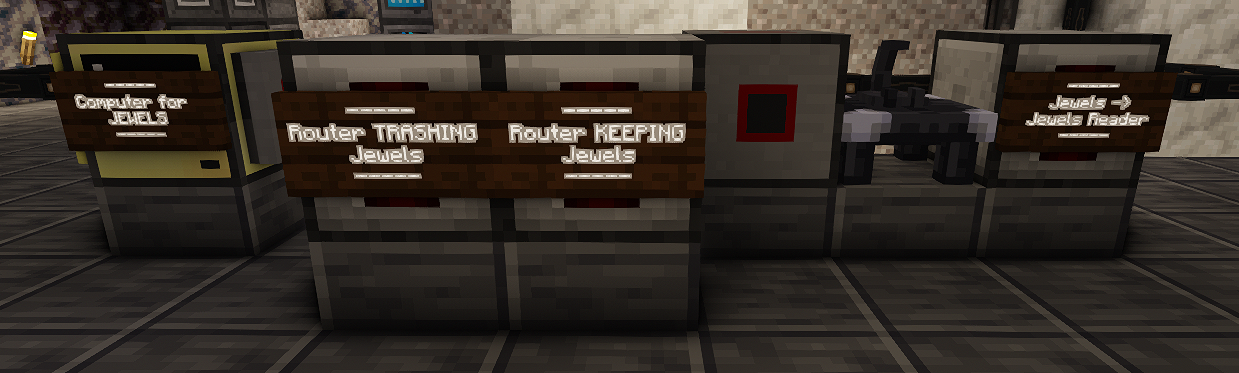 Computer for
JEWELS
Router TRASHING
Jewels
Router KEEPING
Jewels
Jewels ->
Jewels Reader